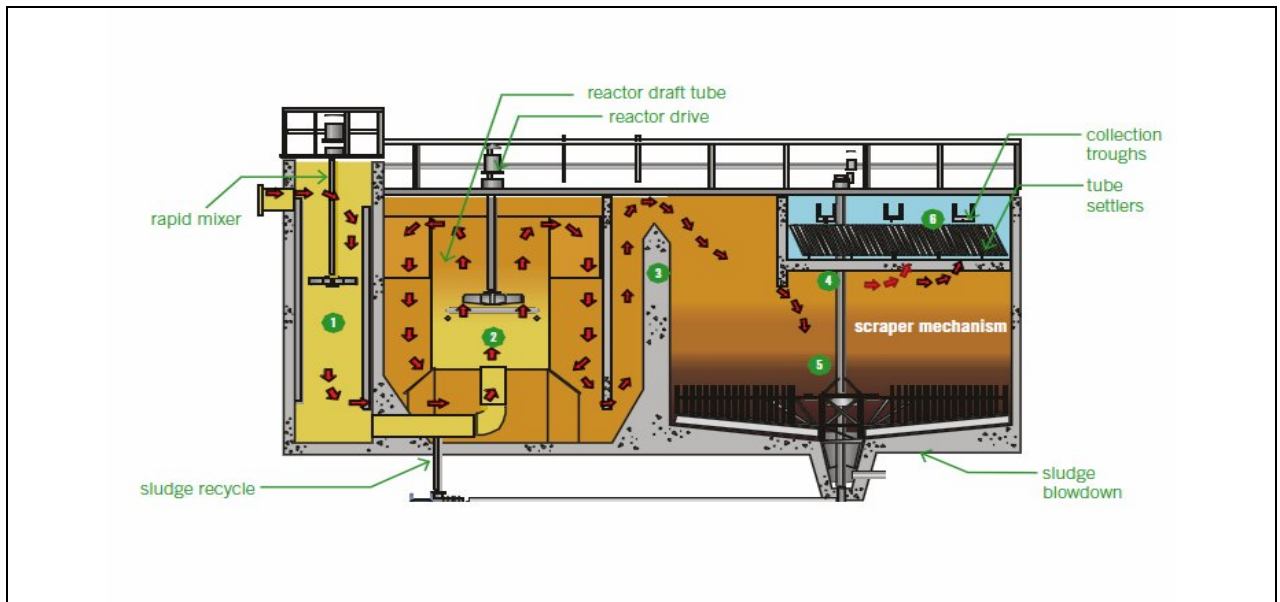 reactor draft tube
reactor drive
collection
troughs
tube
settlers
rapid mixer
1
2
3
4
5
6
scraper mechanism
sludge recycle
sludge
blowdown